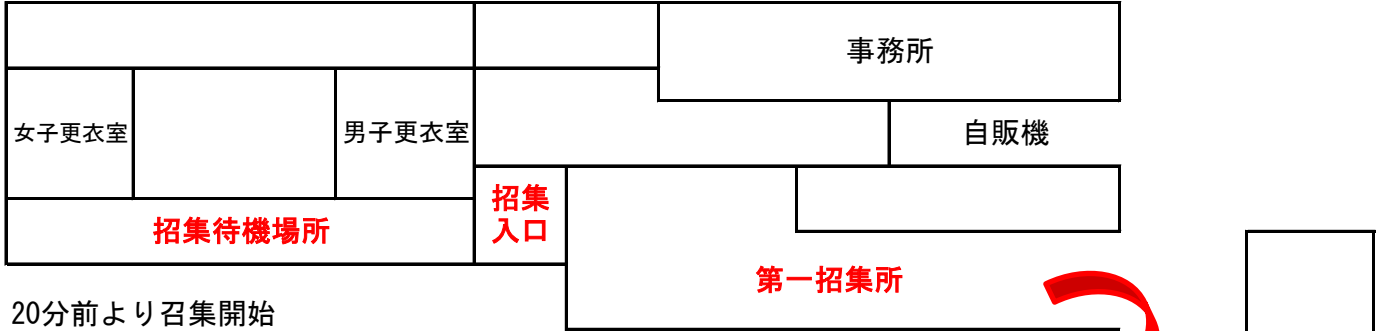 事務所
女子更衣室
男子更衣室
自販機
招集
入口
招集待機場所
第一招集所
20分前より召集開始